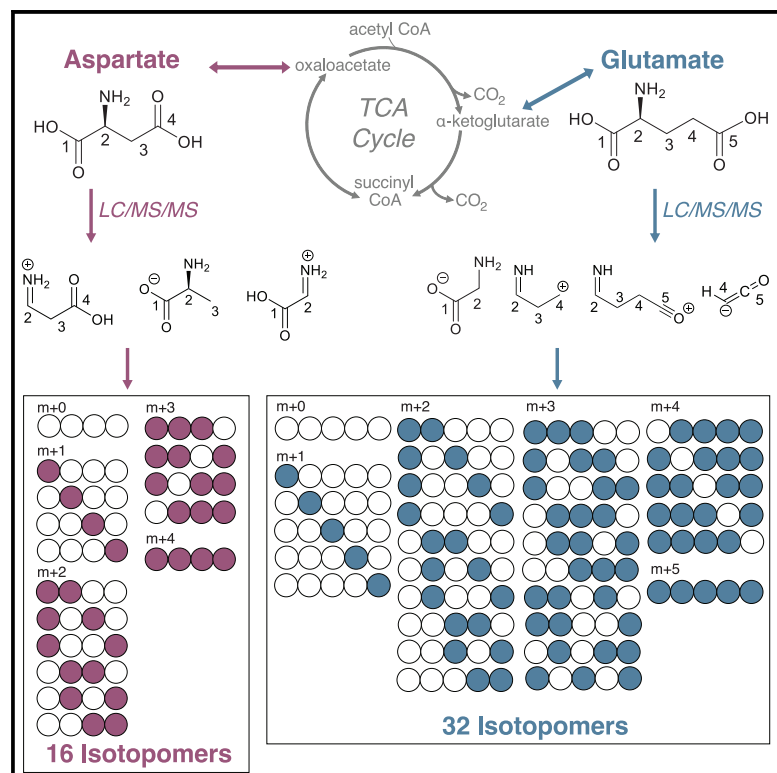 acetyl CoA
Aspartate
oxaloacetate
Glutamate
CO2
TCA
Cycle
α-ketoglutarate
succinyl
CoA
CO2
NH2
O
HO
OH
1
2
3
4
O
NH2
HO
OH
1
2
3
4
5
O
O
LC/MS/MS
LC/MS/MS
⊕
NH2
O
OH
2
3
4
NH2
⊖
O
O
1
2
3
⊕
NH2
HO
O
1
2
NH2
⊖
O
O
1
2
NH
⊕
2
3
4
NH
2
3
4
5
O
⊕
H
4
C
5
O
⊖
m+0
m+1
m+2
m+3
m+4
16 Isotopomers
m+0
m+1
m+2
m+3
m+4
m+5
32 Isotopomers